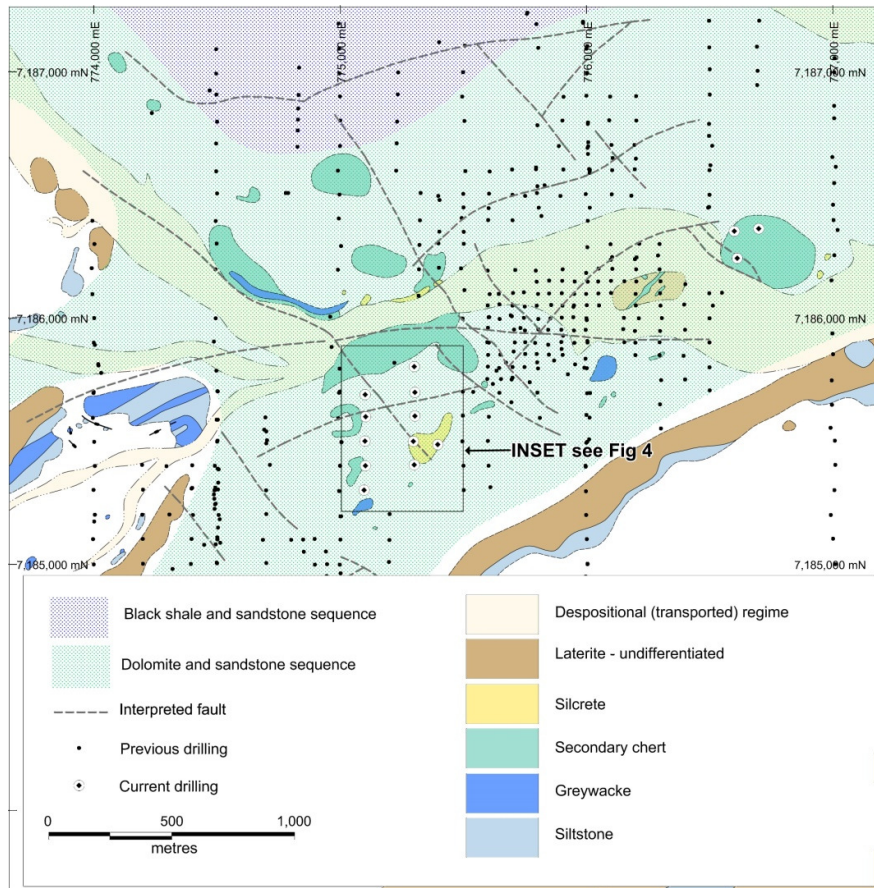 774,000 mE
775,000 mE
776,000 mE
777,000 mE
7,187,000 mN
7,187,000 mN
7,186,000 mN
7,186,000 mN
INSET see Fig 4
7,185,000 mN
7,185,000 mN
Black shale and sandstone sequence
Dolomite and sandstone sequence
Interpreted fault
Previous drilling
Current drilling
0 500 1,000
metres
Despositional (transported) regime
Laterite - undifferentiated
Silcrete
Secondary chert
Greywacke
Siltstone